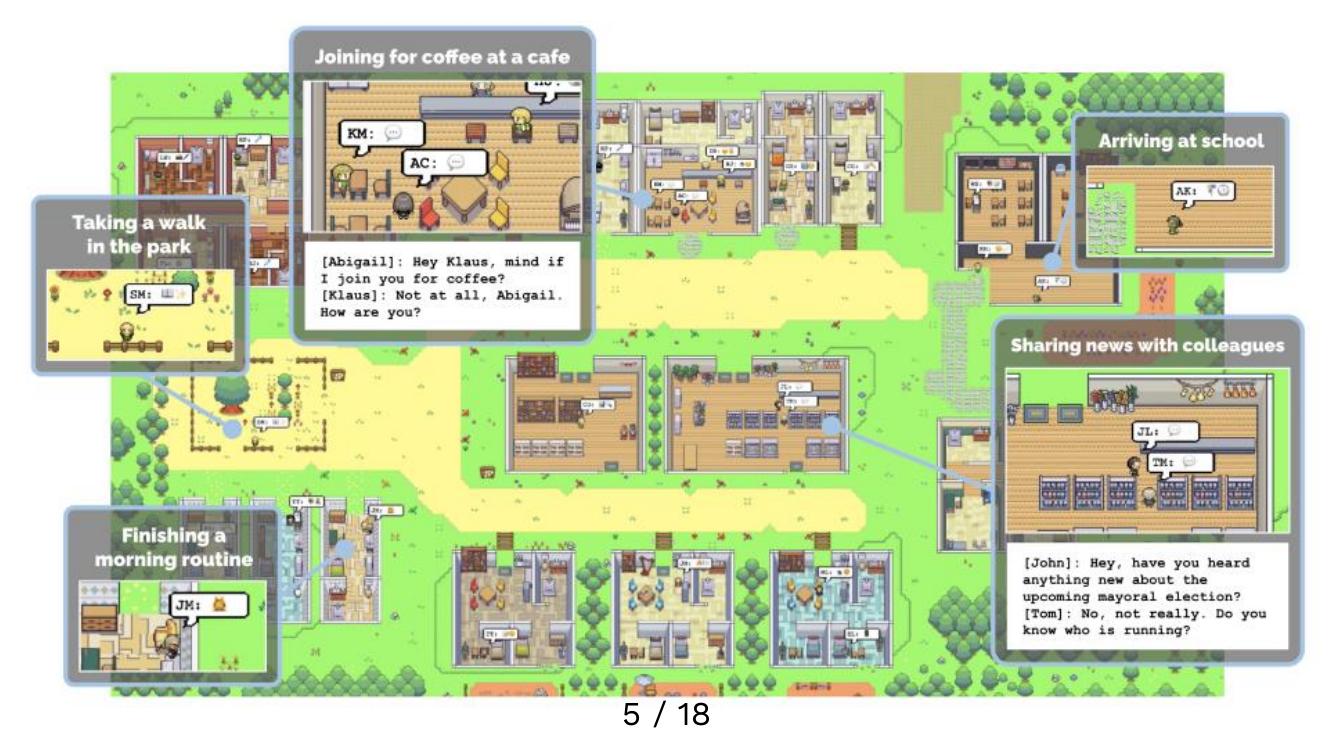 Joining for coffee at a cafe
KM:
AC:
[Abigail]: Hey Klaus, mind if
I join you for coffee?
[Klaus]: Not at all, Abigail.
How are you?
Taking a walk
in the park
SM:
Arriving at school
AK:
Sharing news with colleagues
JL:
TM:
[John]: Hey, have you heard
anything new about the
upcoming mayoral election?
[Tom]: No, not really. Do you
know who is running?
Finishing a
morning routine
JM:
5 / 18